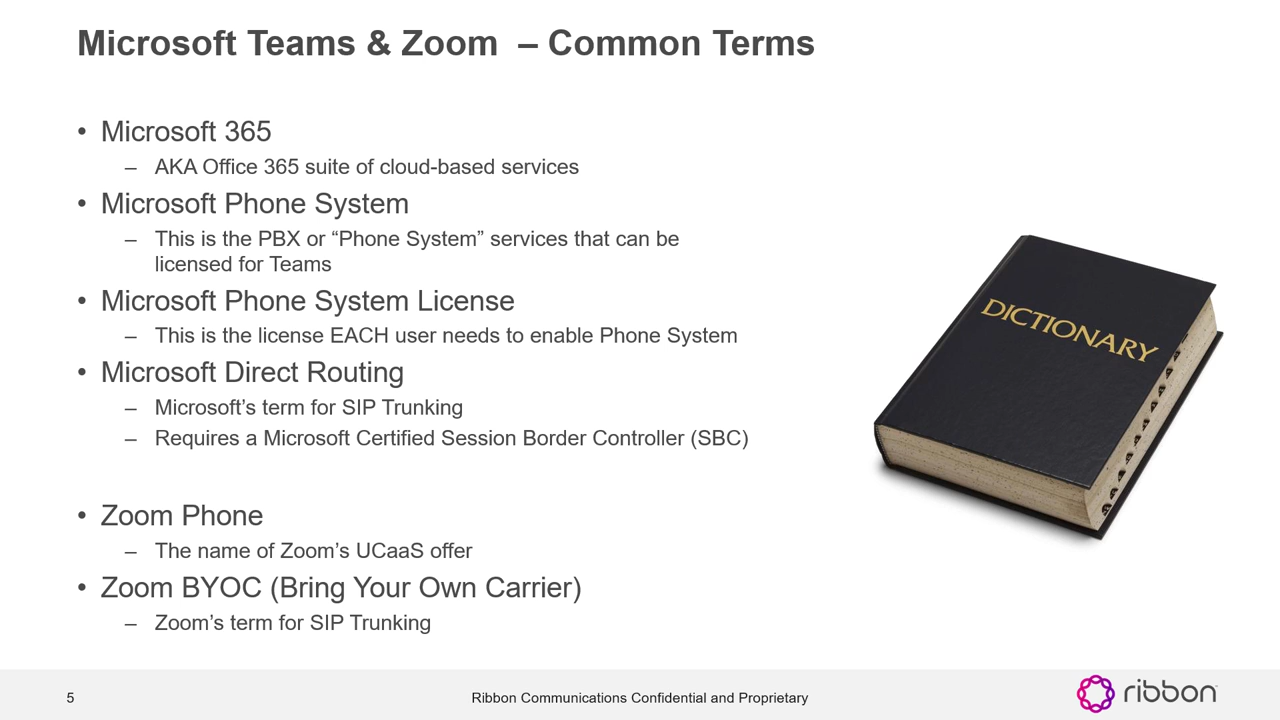 Microsoft Teams & Zoom – Common Terms
• Microsoft 365
– AKA Office 365 suite of cloud-based services
• Microsoft Phone System
– This is the PBX or “Phone System” services that can be
licensed for Teams
• Microsoft Phone System License
– This is the license EACH user needs to enable Phone System
• Microsoft Direct Routing
– Microsoft’s term for SIP Trunking
– Requires a Microsoft Certified Session Border Controller (SBC)
• Zoom Phone
– The name of Zoom’s UCaaS offer
• Zoom BYOC (Bring Your Own Carrier)
– Zoom’s term for SIP Trunking
DICTIONARY
5
Ribbon Communications Confidential and Proprietary
ribbon